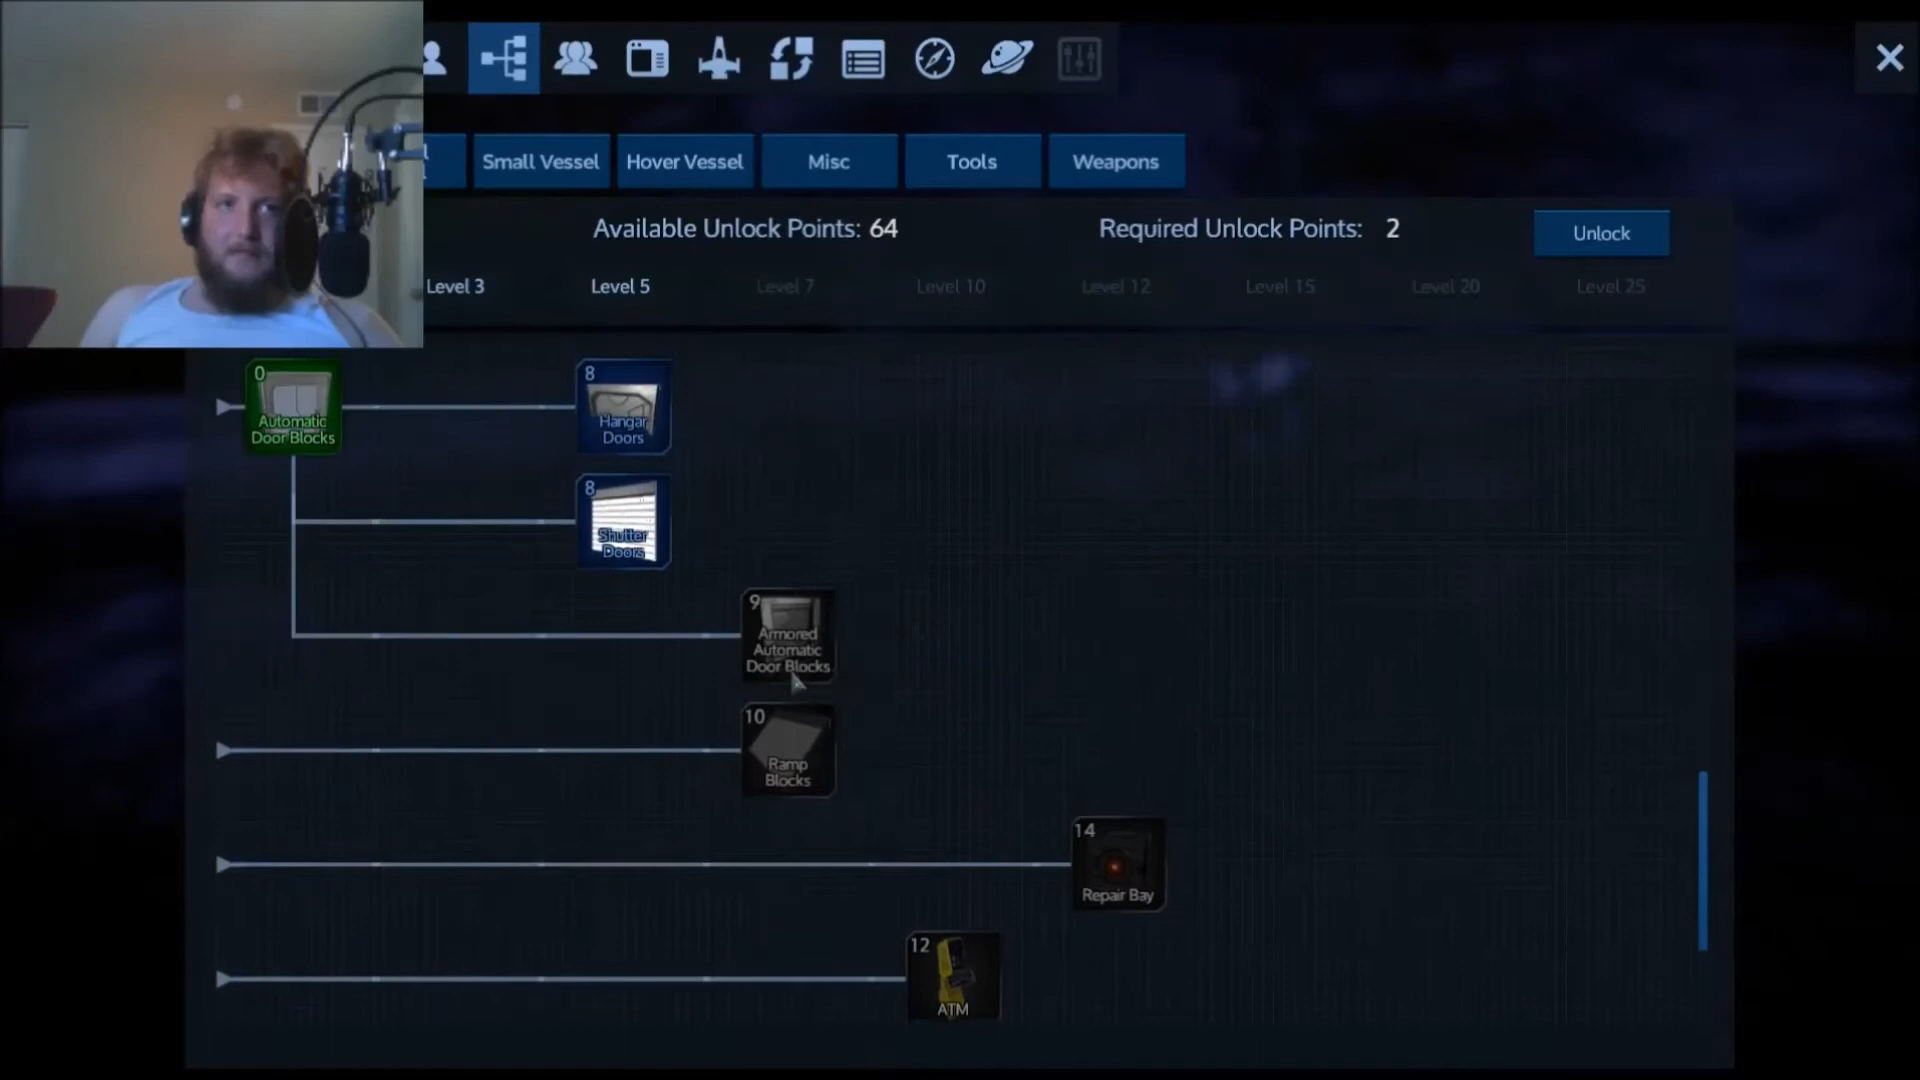 Small Vessel
Hover Vessel
Misc
Tools
Weapons
Available Unlock Points: 64
Required Unlock Points: 2
Unlock
Level 3
Level 5
Level 7
Level 10
Level 12
Level 15
Level 20
Level 25
0
Automatic
Door Blocks
8
Hangar
Doors
8
Shutter
Doors
9
Armored
Automatic
Door Blocks
10
Ramp
Blocks
14
Repair Bay
12
ATM